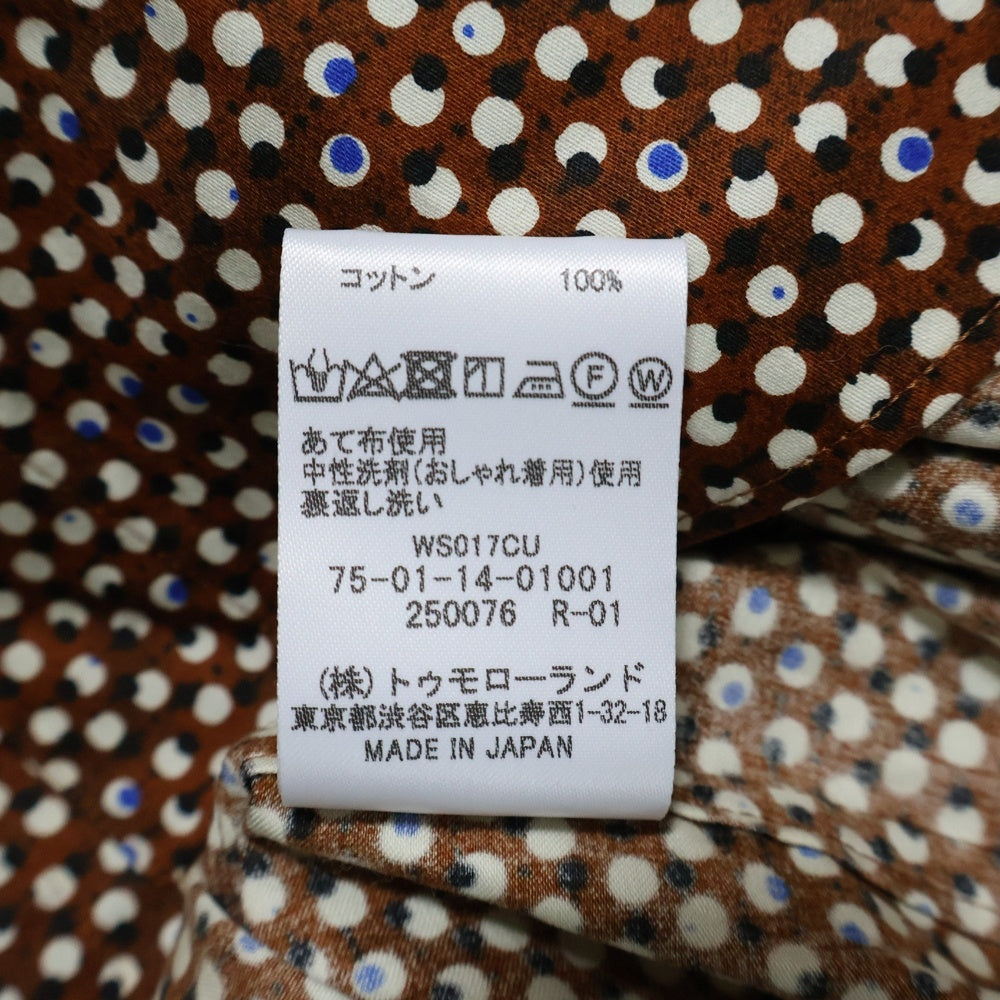 コットン 100%
F W
あて布使用
中性洗剤(おしゃれ着用)使用
裏返し洗い
WS017CU
75-01-14-01001
250076 R-01
(株)トゥモローランド
東京都渋谷区恵比寿西1-32-18
MADE IN JAPAN